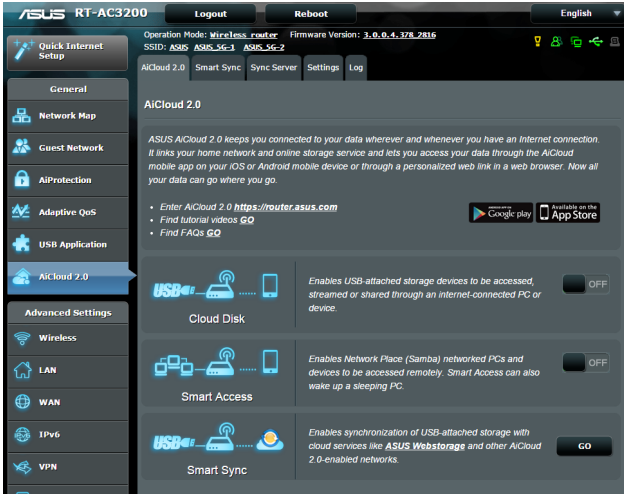 ASUS RT-AC3200
Logout
Reboot
English
Quick Internet
Setup
Operation Mode: Wireless router Firmware Version: 3.0.0.4.378_2816
SSID: ASUS ASUS_5G-1 ASUS_5G-2
AiCloud 2.0
Smart Sync
Sync Server
Settings
Log
General
Network Map
Guest Network
AiProtection
Adaptive QoS
USB Application
AiCloud 2.0
Advanced Settings
Wireless
LAN
WAN
IPv6
VPN
AiCloud 2.0
ASUS AiCloud 2.0 keeps you connected to your data wherever and whenever you have an Internet connection.
It links your home network and online storage service and lets you access your data through the AiCloud
mobile app on your iOS or Android mobile device or through a personalized web link in a web browser. Now all
your data can go where you go.
• Enter AiCloud 2.0 https://router.asus.com
• Find tutorial videos GO
• Find FAQs GO
Google play
Available on the
App Store
USB
Cloud Disk
Enables USB-attached storage devices to be accessed,
streamed or shared through an internet-connected PC or
device.
OFF
Smart Access
Enables Network Place (Samba) networked PCs and
devices to be accessed remotely. Smart Access can also
wake up a sleeping PC.
OFF
USB
Smart Sync
Enables synchronization of USB-attached storage with
cloud services like ASUS Webstorage and other AiCloud
2.0-enabled networks.
GO